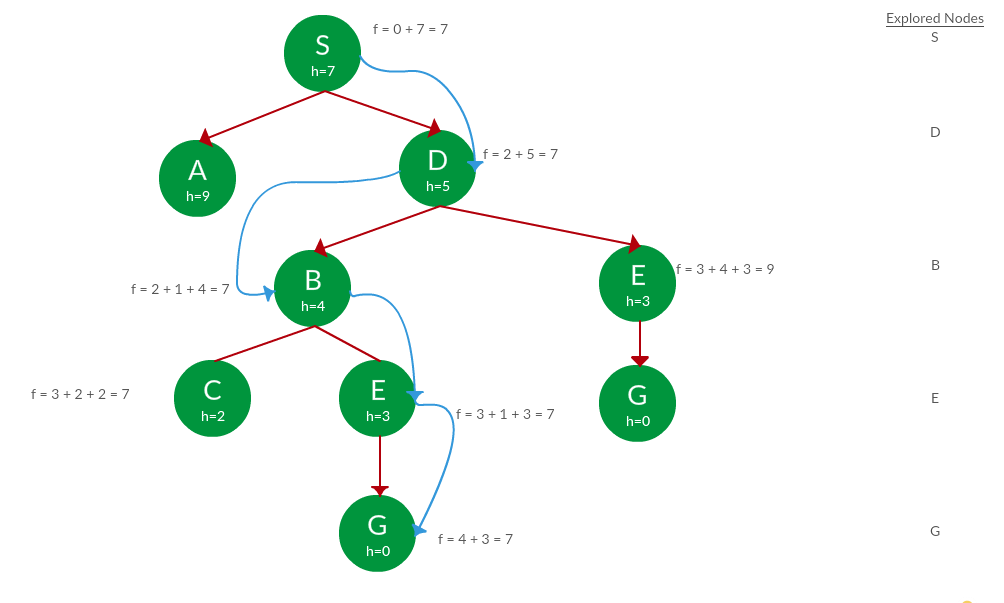 Explored Nodes
f = 0 + 7 = 7
S
S
h=7
D
D
h=5
f = 2 + 5 = 7
A
h=9
B
B
h=4
f = 2 + 1 + 4 = 7
E
h=3
f = 3 + 4 + 3 = 9
C
h=2
f = 3 + 2 + 2 = 7
E
h=3
f = 3 + 1 + 3 = 7
G
h=0
E
G
h=0
f = 4 + 3 = 7
G